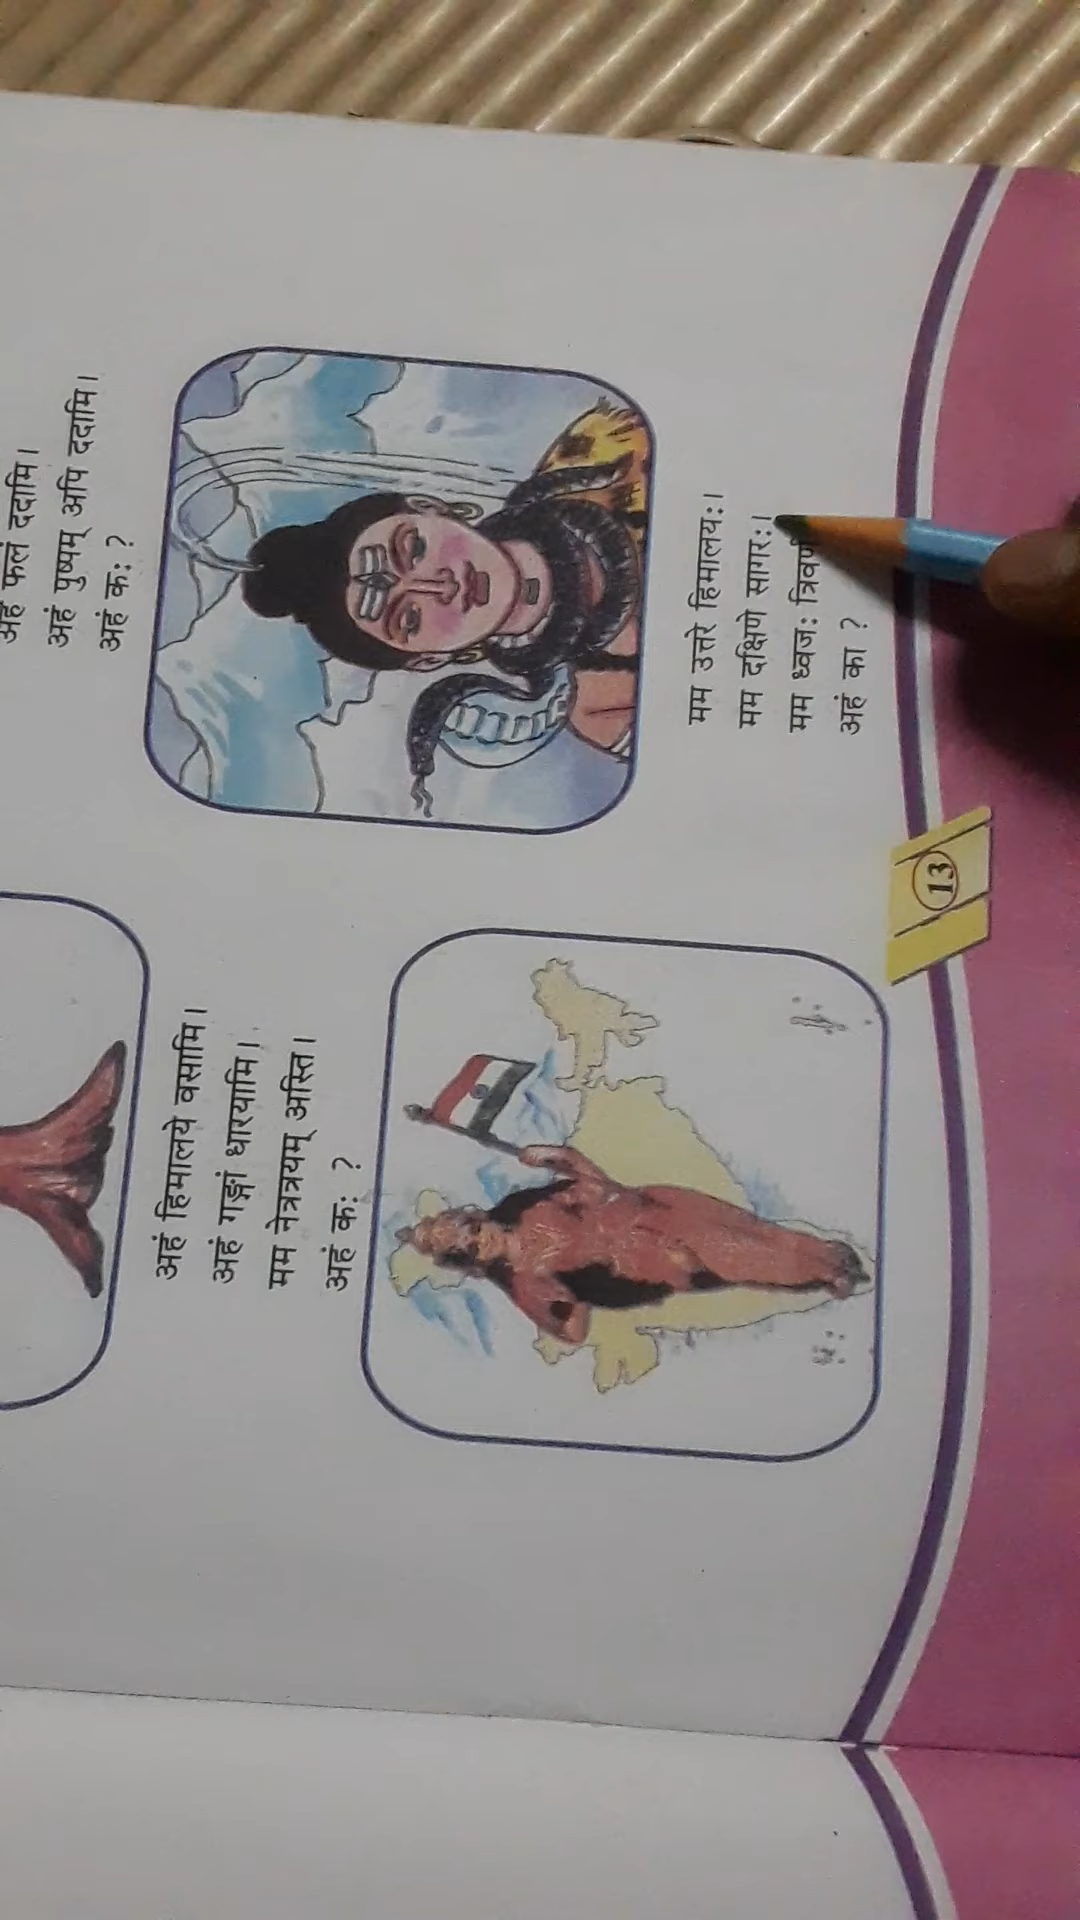 अहं फलं ददामि।
अहं पुष्पम् अपि ददामि।
अहं कः ?
अहं हिमालये वसामि।
अहं गङ्गां धारयामि।
मम नेत्रत्रयम् अस्ति।
अहं कः ?
मम उत्तरे हिमालयः।
मम दक्षिणे सागरः।
मम ध्वजः
अहं का ?
13